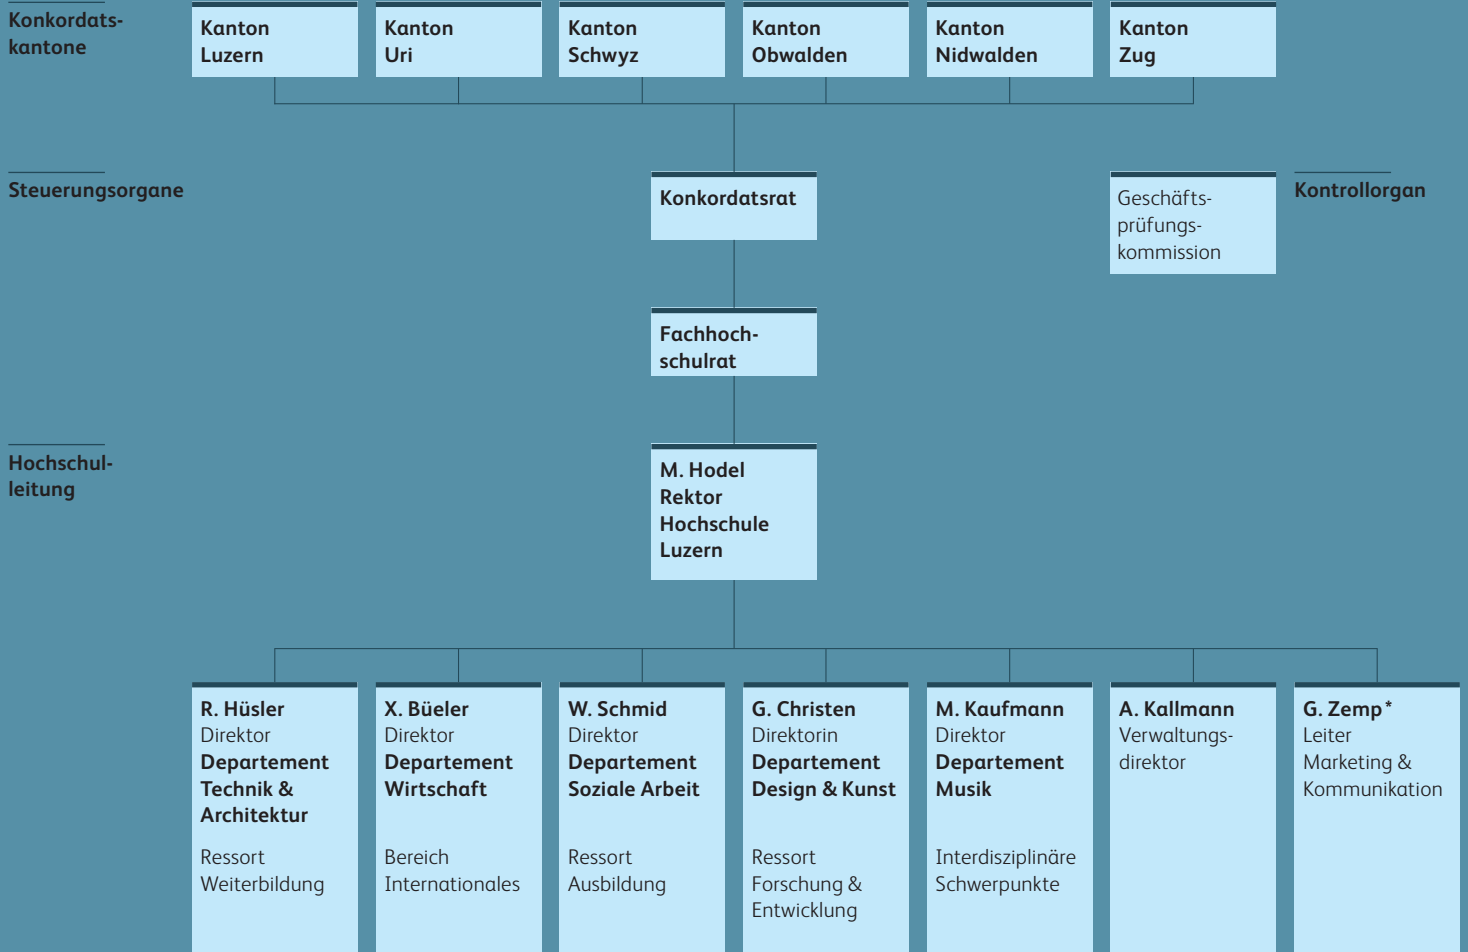 Konkordats-
kantone
Kanton
Luzern
Kanton
Uri
Kanton
Schwyz
Kanton
Obwalden
Kanton
Nidwalden
Kanton
Zug
Steuerungsorgane
Konkordatsrat
Geschäfts-
prüfungs-
kommission
Kontrollorgan
Fachhoch-
schulrat
Hochschul-
leitung
M. Hodel
Rektor
Hochschule
Luzern
R. Hüsler
Direktor
Departement
Technik &
Architektur
Ressort
Weiterbildung
X. Büeler
Direktor
Departement
Wirtschaft
Bereich
Internationales
W. Schmid
Direktor
Departement
Soziale Arbeit
Ressort
Ausbildung
G. Christen
Direktorin
Departement
Design & Kunst
Ressort
Forschung &
Entwicklung
M. Kaufmann
Direktor
Departement
Musik
Interdisziplinäre
Schwerpunkte
A. Kallmann
Verwaltungs-
direktor
G. Zemp*
Leiter
Marketing &
Kommunikation